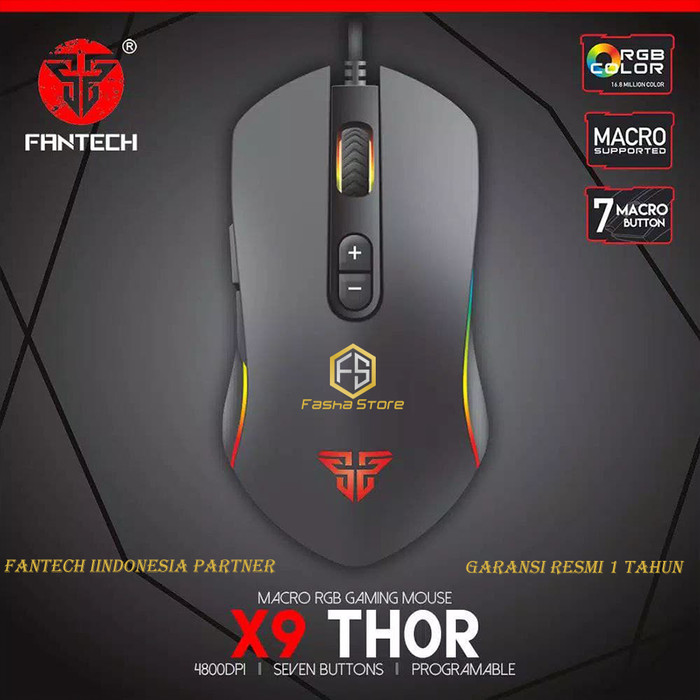 ®
FANTECH
RGB
COLOR
16.8 MILLION COLOR
MACRO
SUPPORTED
7 MACRO
BUTTON
+
−
FS
Fasha Store
FANTECH IINDONESIA PARTNER
GARANSI RESMI 1 TAHUN
MACRO RGB GAMING MOUSE
X9 THOR
4800DPI | SEVEN BUTTONS | PROGRAMABLE